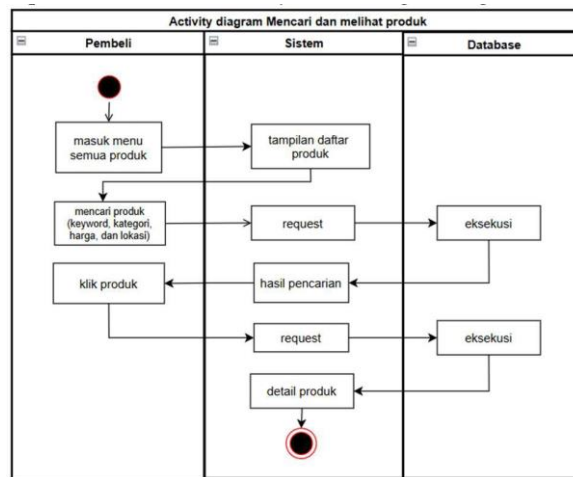 Activity diagram Mencari dan melihat produk
Pembeli
Sistem
Database
masuk menu
semua produk
tampilan daftar
produk
mencari produk
(keyword, kategori,
harga, dan lokasi)
request
eksekusi
klik produk
hasil pencarian
request
eksekusi
detail produk